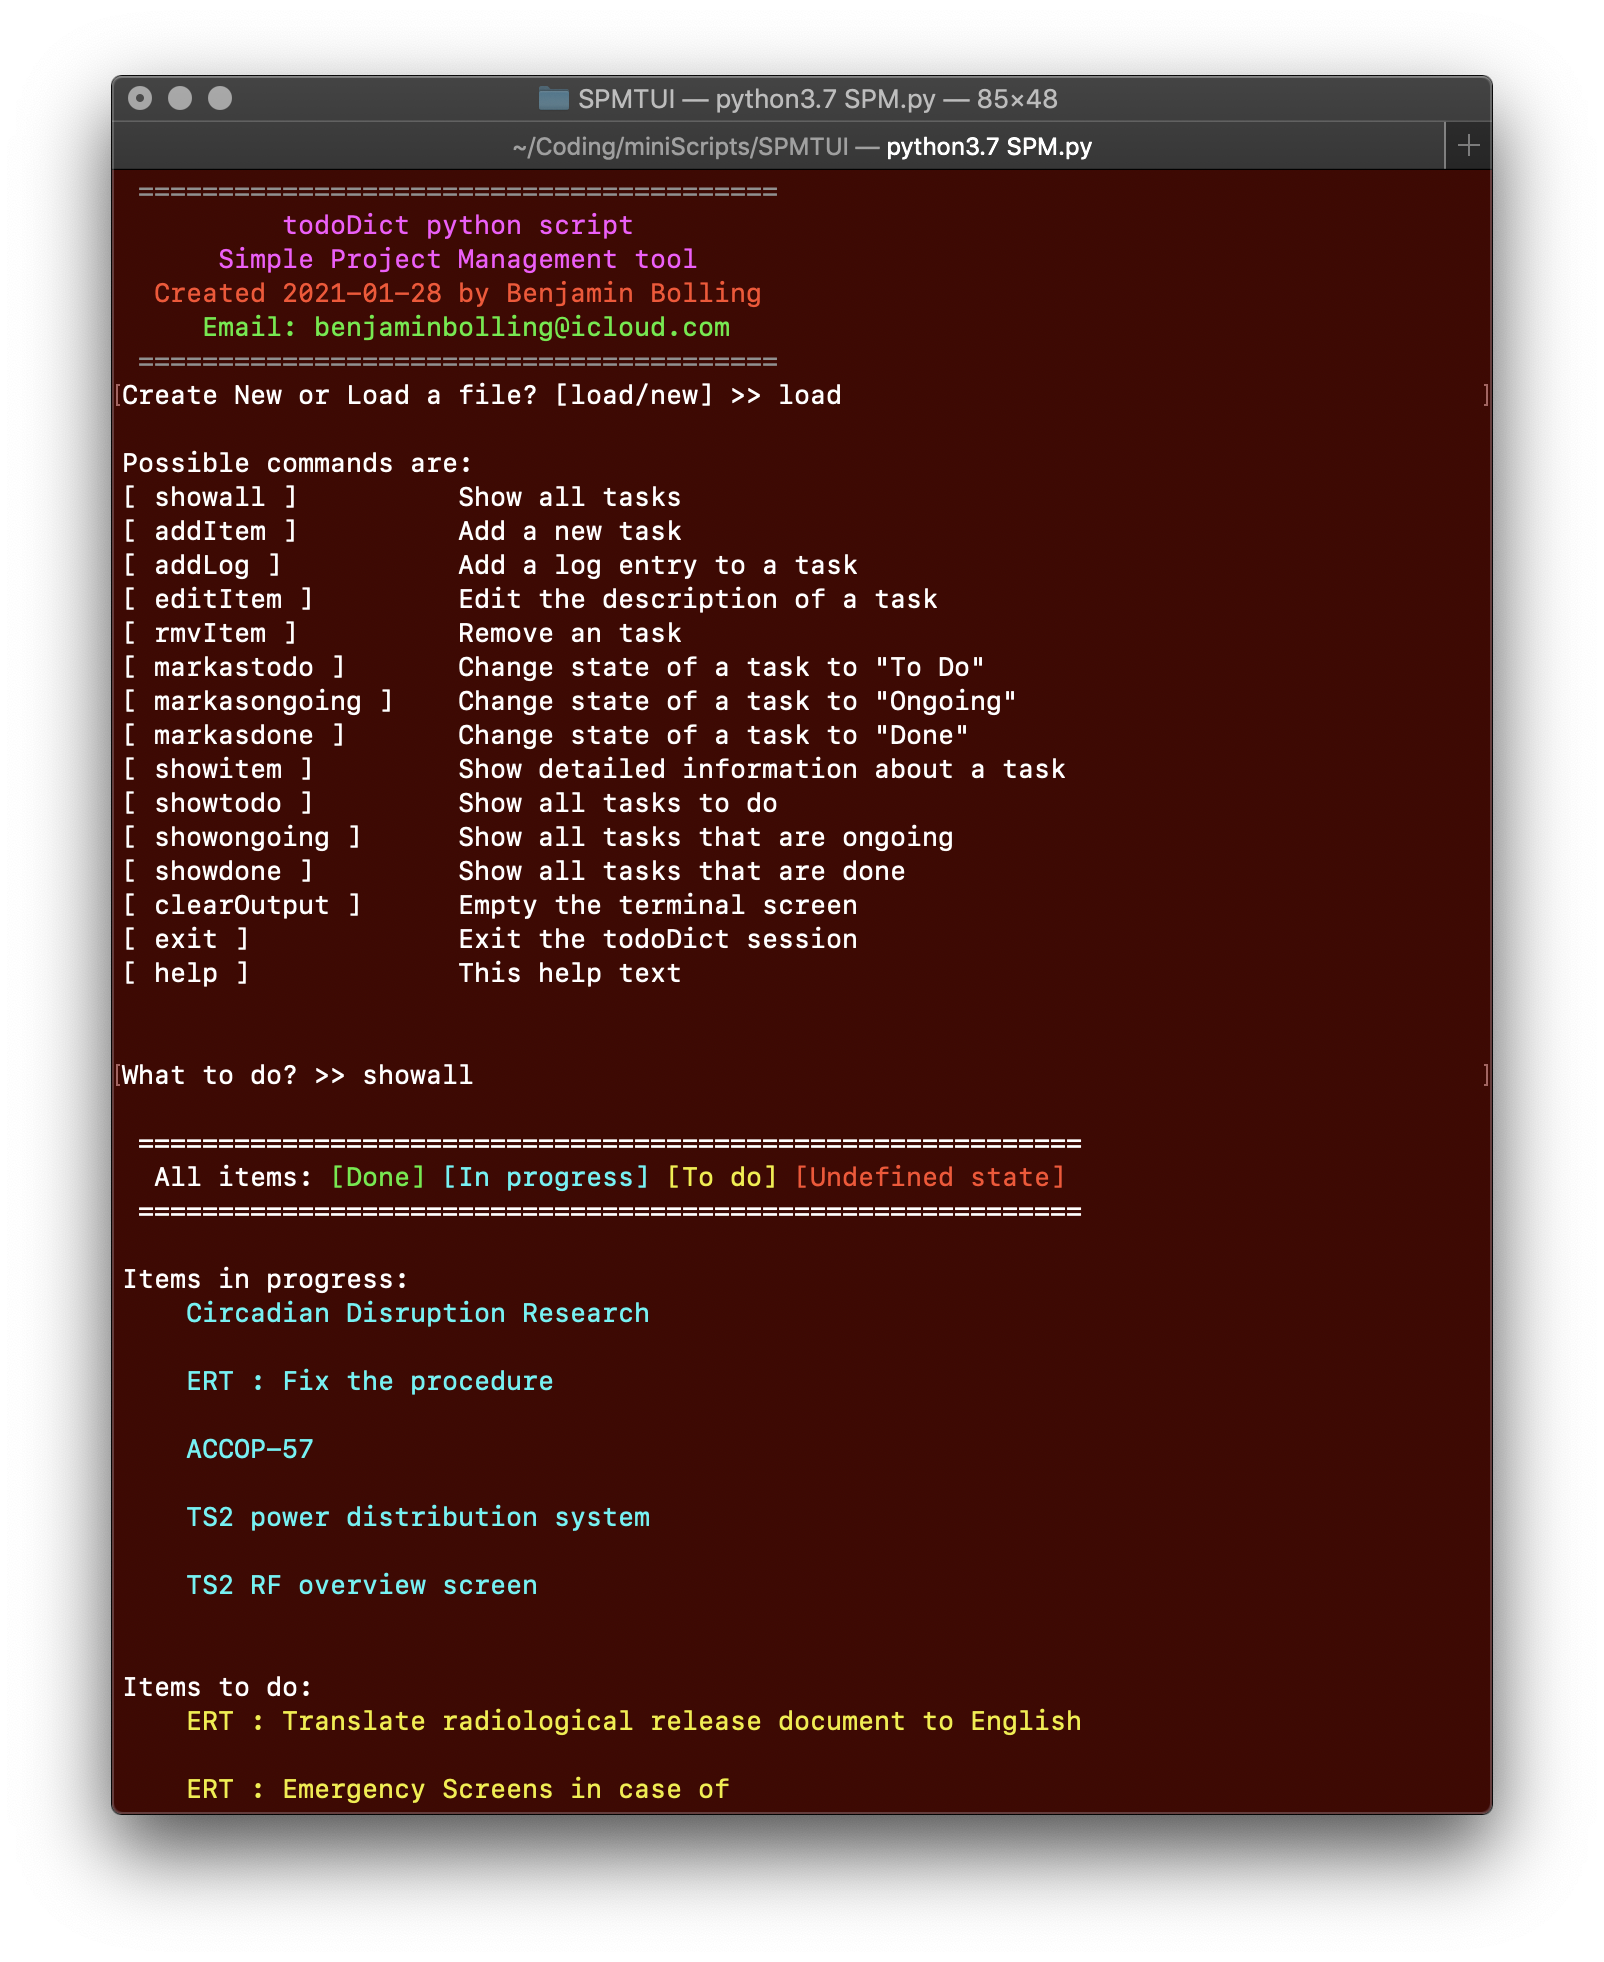 SPMTUI — python3.7 SPM.py — 85×48
~/Coding/miniScripts/SPMTUI — python3.7 SPM.py
========================================
todoDict python script
Simple Project Management tool
Created 2021-01-28 by Benjamin Bolling
Email: benjaminbolling@icloud.com
========================================
[Create New or Load a file? [load/new] >> load ]
Possible commands are:
[ showall ] Show all tasks
[ addItem ] Add a new task
[ addLog ] Add a log entry to a task
[ editItem ] Edit the description of a task
[ rmvItem ] Remove an task
[ markastodo ] Change state of a task to "To Do"
[ markasongoing ] Change state of a task to "Ongoing"
[ markasdone ] Change state of a task to "Done"
[ showitem ] Show detailed information about a task
[ showtodo ] Show all tasks to do
[ showongoing ] Show all tasks that are ongoing
[ showdone ] Show all tasks that are done
[ clearOutput ] Empty the terminal screen
[ exit ] Exit the todoDict session
[ help ] This help text
[What to do? >> showall ]
===========================================================
All items: [Done] [In progress] [To do] [Undefined state]
===========================================================
Items in progress:
Circadian Disruption Research
ERT : Fix the procedure
ACCOP-57
TS2 power distribution system
TS2 RF overview screen
Items to do:
ERT : Translate radiological release document to English
ERT : Emergency Screens in case of